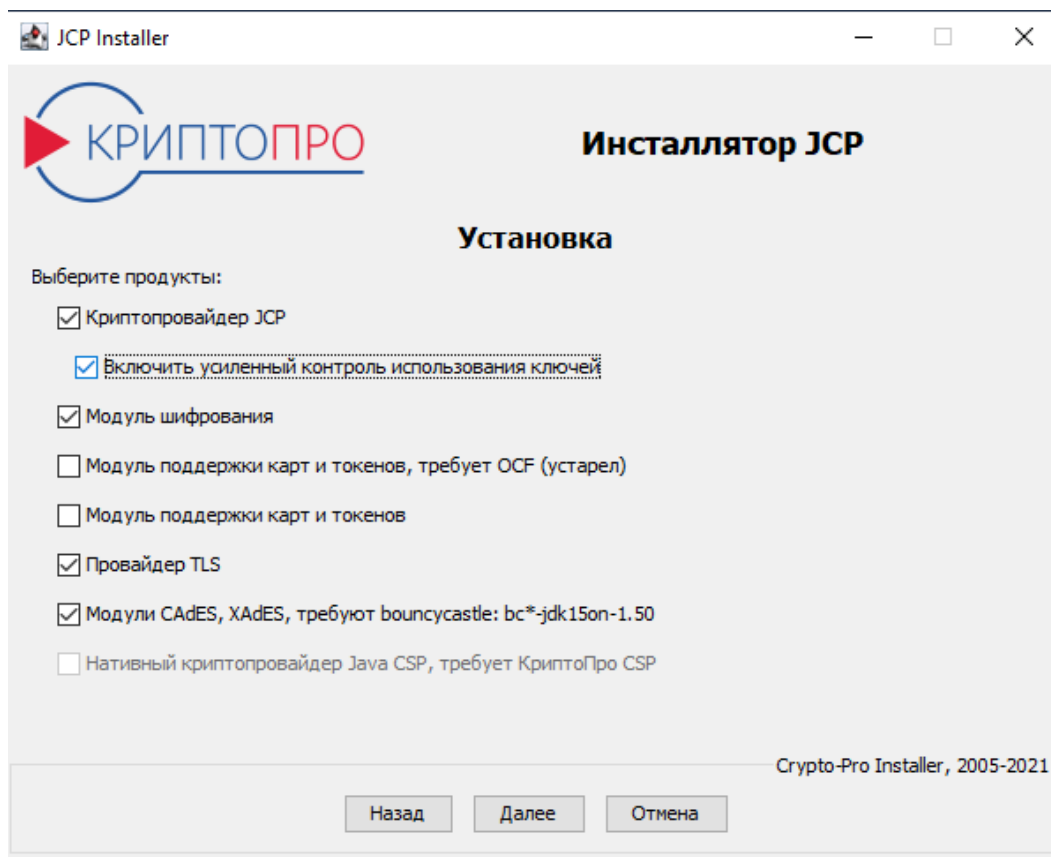 JCP Installer
КРИПТОПРО
Инсталлятор JCP
Установка
Выберите продукты:
Криптопровайдер JCP
Включить усиленный контроль использования ключей
Модуль шифрования
Модуль поддержки карт и токенов, требует OCF (устарел)
Модуль поддержки карт и токенов
Провайдер TLS
Модули CAdES, XAdES, требуют bouncycastle: bc*-jdk15on-1.50
Нативный криптопровайдер Java CSP, требует КриптоПро CSP
Crypto-Pro Installer, 2005-2021
Назад Далее Отмена